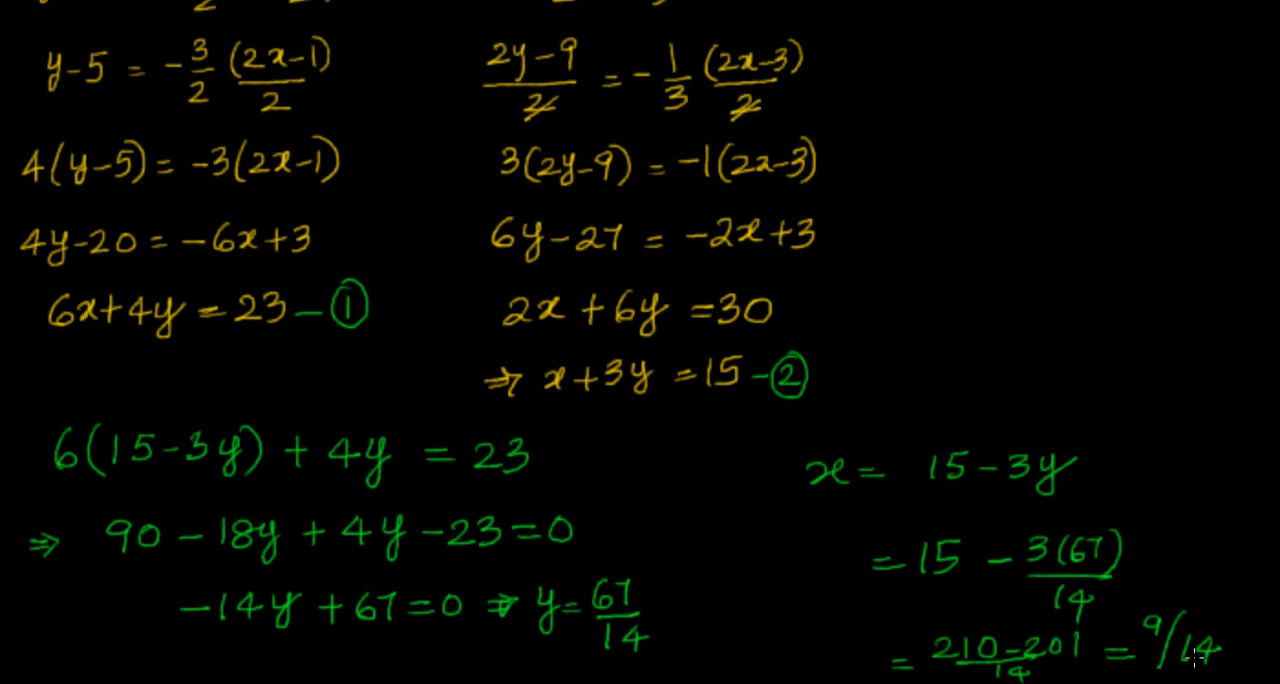 y-5 = -3/2 (2x-1)/2
4(y-5) = -3(2x-1)
4y-20 = -6x+3
6x+4y = 23 - ①
(2y-9)/2 = -1/3 (2x-3)/2
3(2y-9) = -1(2x-3)
6y-27 = -2x+3
2x+6y = 30
⇒ x+3y = 15 - ②
6(15-3y) + 4y = 23
⇒ 90 - 18y + 4y - 23 = 0
-14y + 67 = 0 ⇒ y = 67/14
x = 15-3y
= 15 - 3(67)/14
= (210-201)/14 = 9/14